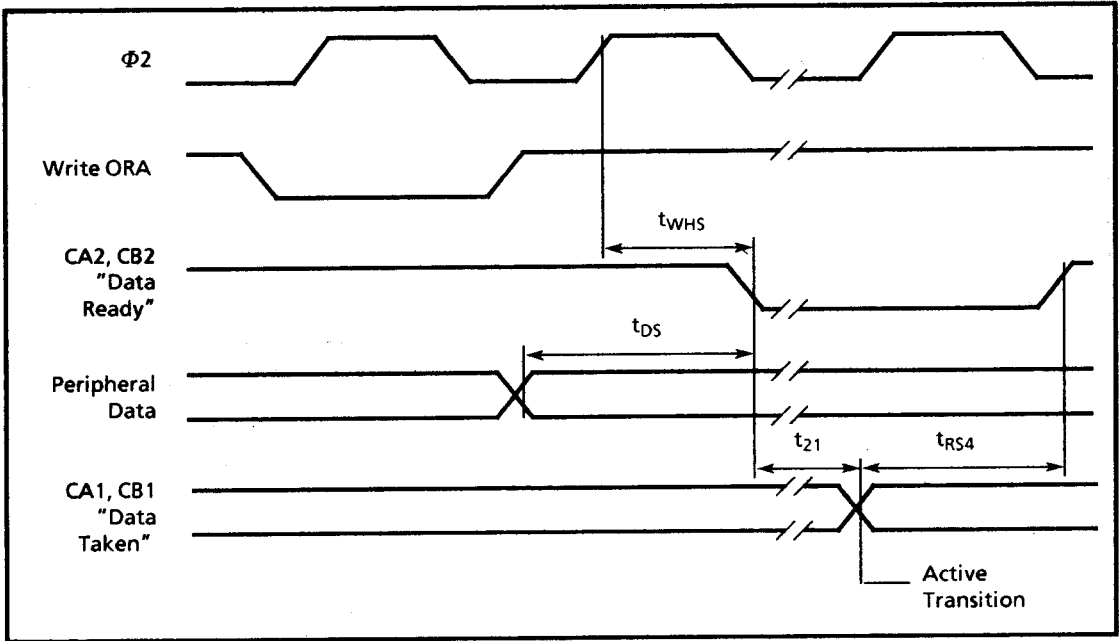 Φ2
Write ORA
tWHS
CA2, CB2
"Data
Ready"
tDS
Peripheral
Data
t21
tRS4
CA1, CB1
"Data
Taken"
Active
Transition